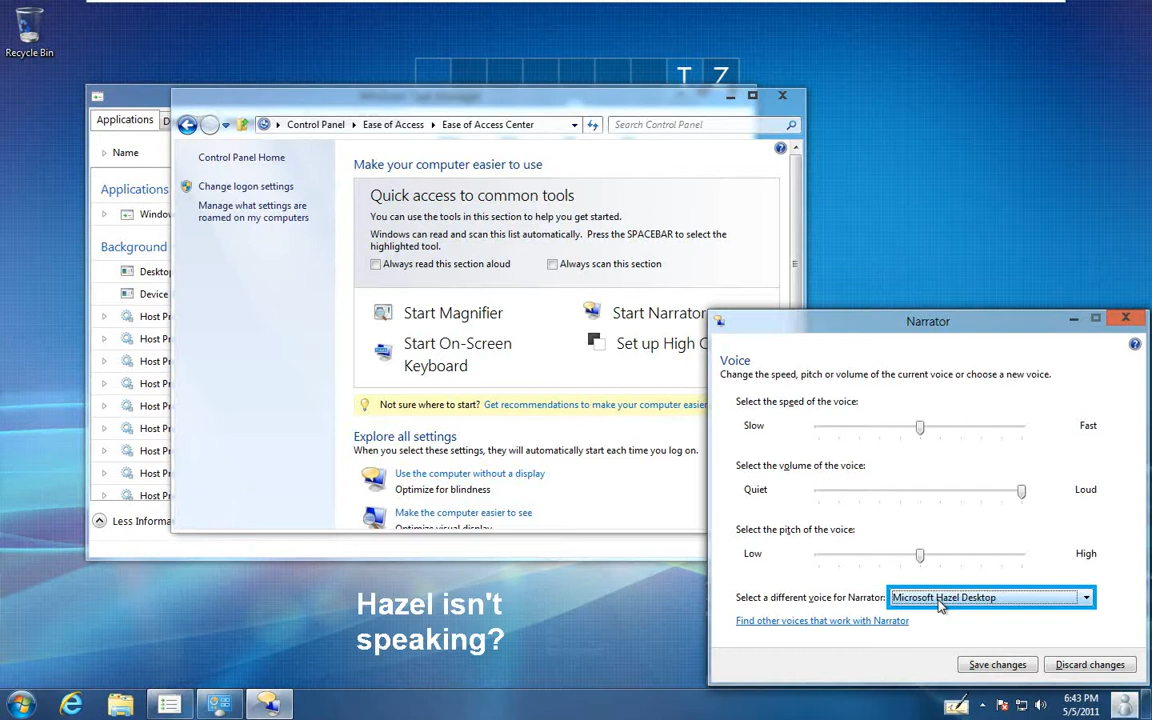 Recycle Bin
T Z
Windows Task Manager
Applications
D
Name
Applications
Windo
Background
Desktop
Device
Host Pr
Host Pr
Host Pr
Host Pr
Host Pr
Host Pr
Host Pr
Host Pr
Host Pr
Less Informa
Control Panel
Ease of Access
Ease of Access Center
Search Control Panel
Control Panel Home
Change logon settings
Manage what settings are
roamed on my computers
Make your computer easier to use
Quick access to common tools
You can use the tools in this section to help you get started.
Windows can read and scan this list automatically. Press the SPACEBAR to select the
highlighted tool.
Always read this section aloud
Always scan this section
Start Magnifier
Start Narrator
Start On-Screen
Keyboard
Set up High C
Not sure where to start? Get recommendations to make your computer easier
Explore all settings
When you select these settings, they will automatically start each time you log on.
Use the computer without a display
Optimize for blindness
Make the computer easier to see
Optimize visual display
Narrator
Voice
Change the speed, pitch or volume of the current voice or choose a new voice.
Select the speed of the voice:
Slow
Fast
Select the volume of the voice:
Quiet
Loud
Select the pitch of the voice:
Low
High
Select a different voice for Narrator:
Microsoft Hazel Desktop
Find other voices that work with Narrator
Save changes
Discard changes
Hazel isn't
speaking?
6:43 PM
5/5/2011